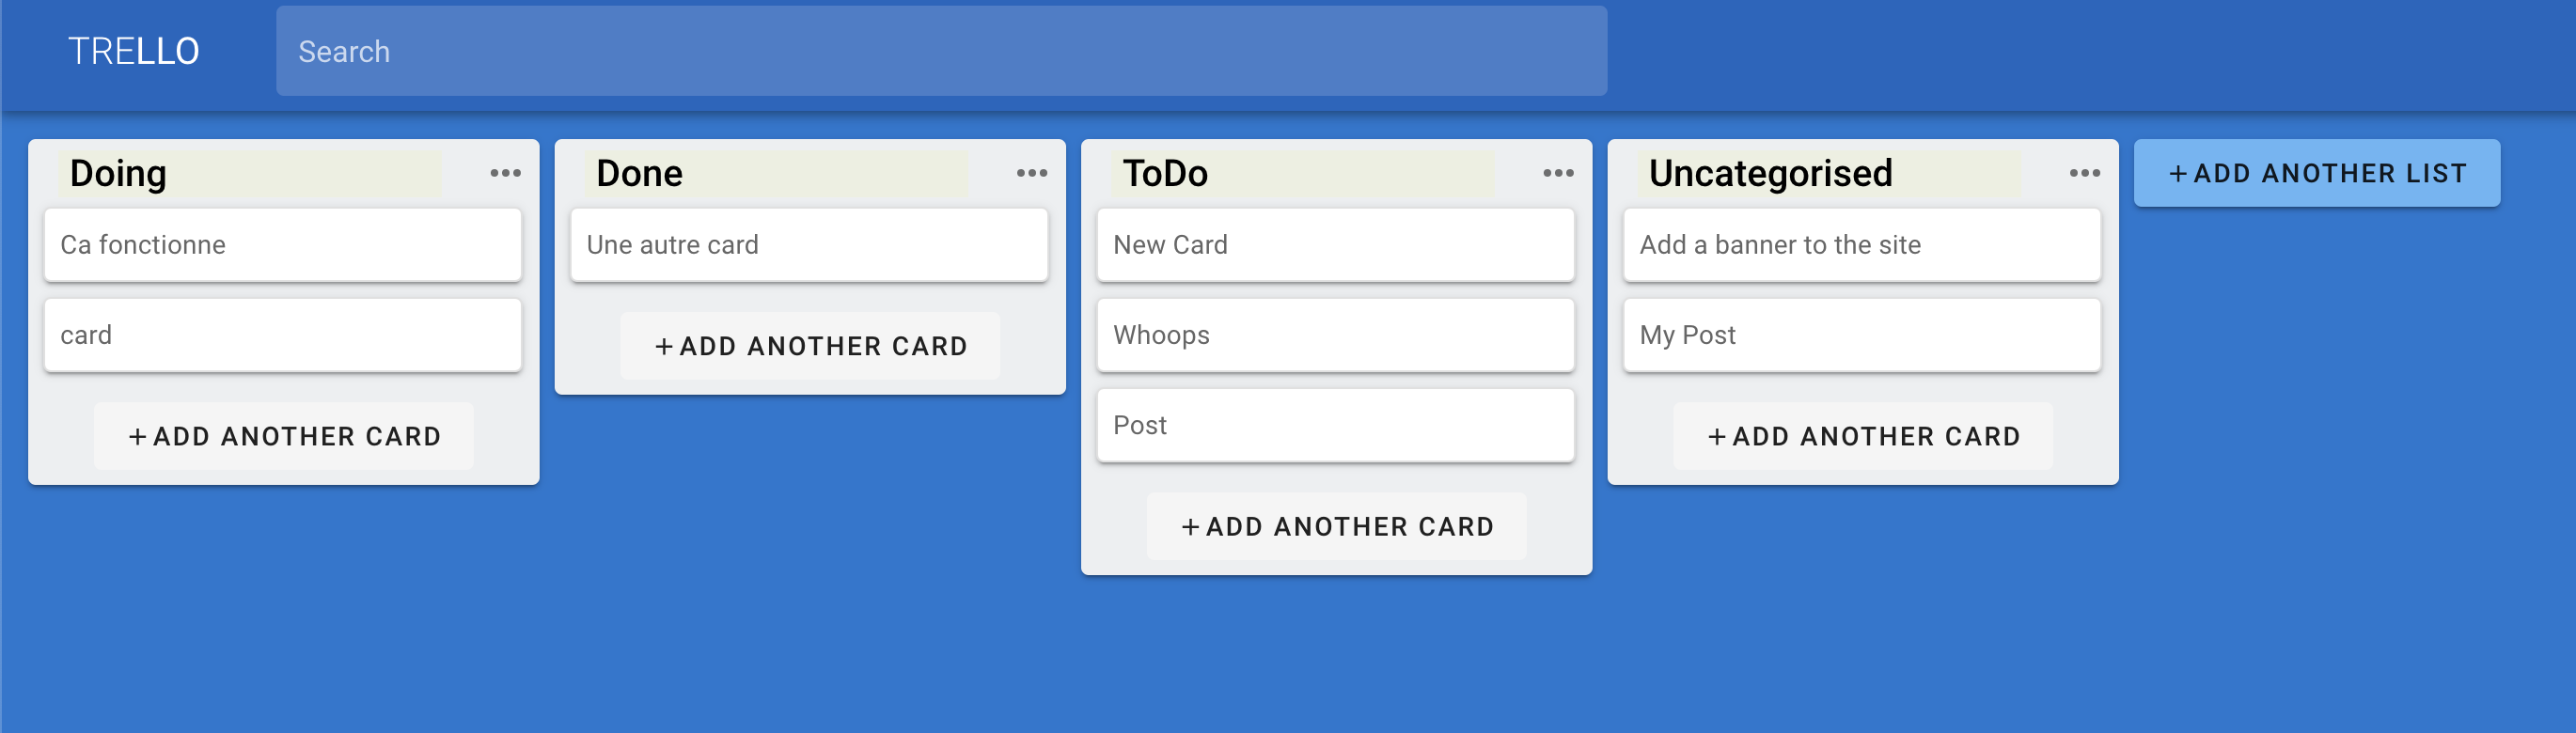 TRELLO
Search
Doing
Ca fonctionne
card
+ADD ANOTHER CARD
Done
Une autre card
+ADD ANOTHER CARD
ToDo
New Card
Whoops
Post
+ADD ANOTHER CARD
Uncategorised
Add a banner to the site
My Post
+ADD ANOTHER CARD
+ADD ANOTHER LIST